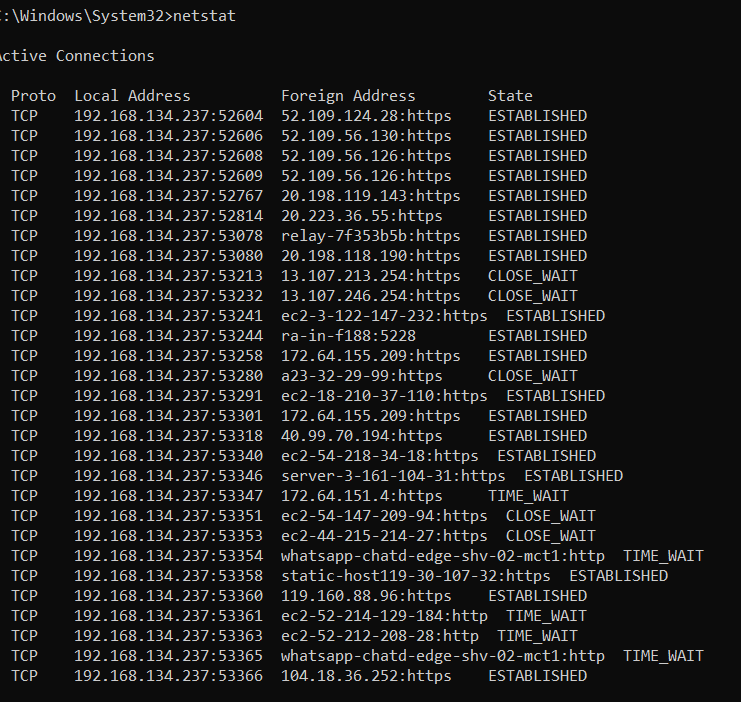 :\Windows\System32>netstat
Active Connections
Proto Local Address Foreign Address State
TCP 192.168.134.237:52604 52.109.124.28:https ESTABLISHED
TCP 192.168.134.237:52606 52.109.56.130:https ESTABLISHED
TCP 192.168.134.237:52608 52.109.56.126:https ESTABLISHED
TCP 192.168.134.237:52609 52.109.56.126:https ESTABLISHED
TCP 192.168.134.237:52767 20.198.119.143:https ESTABLISHED
TCP 192.168.134.237:52814 20.223.36.55:https ESTABLISHED
TCP 192.168.134.237:53078 relay-7f353b5b:https ESTABLISHED
TCP 192.168.134.237:53080 20.198.118.190:https ESTABLISHED
TCP 192.168.134.237:53213 13.107.213.254:https CLOSE_WAIT
TCP 192.168.134.237:53232 13.107.246.254:https CLOSE_WAIT
TCP 192.168.134.237:53241 ec2-3-122-147-232:https ESTABLISHED
TCP 192.168.134.237:53244 ra-in-f188:5228 ESTABLISHED
TCP 192.168.134.237:53258 172.64.155.209:https ESTABLISHED
TCP 192.168.134.237:53280 a23-32-29-99:https CLOSE_WAIT
TCP 192.168.134.237:53291 ec2-18-210-37-110:https ESTABLISHED
TCP 192.168.134.237:53301 172.64.155.209:https ESTABLISHED
TCP 192.168.134.237:53318 40.99.70.194:https ESTABLISHED
TCP 192.168.134.237:53340 ec2-54-218-34-18:https ESTABLISHED
TCP 192.168.134.237:53346 server-3-161-104-31:https ESTABLISHED
TCP 192.168.134.237:53347 172.64.151.4:https TIME_WAIT
TCP 192.168.134.237:53351 ec2-54-147-209-94:https CLOSE_WAIT
TCP 192.168.134.237:53353 ec2-44-215-214-27:https CLOSE_WAIT
TCP 192.168.134.237:53354 whatsapp-chatd-edge-shv-02-mct1:http TIME_WAIT
TCP 192.168.134.237:53358 static-host119-30-107-32:https ESTABLISHED
TCP 192.168.134.237:53360 119.160.88.96:https ESTABLISHED
TCP 192.168.134.237:53361 ec2-52-214-129-184:http TIME_WAIT
TCP 192.168.134.237:53363 ec2-52-212-208-28:http TIME_WAIT
TCP 192.168.134.237:53365 whatsapp-chatd-edge-shv-02-mct1:http TIME_WAIT
TCP 192.168.134.237:53366 104.18.36.252:https ESTABLISHED